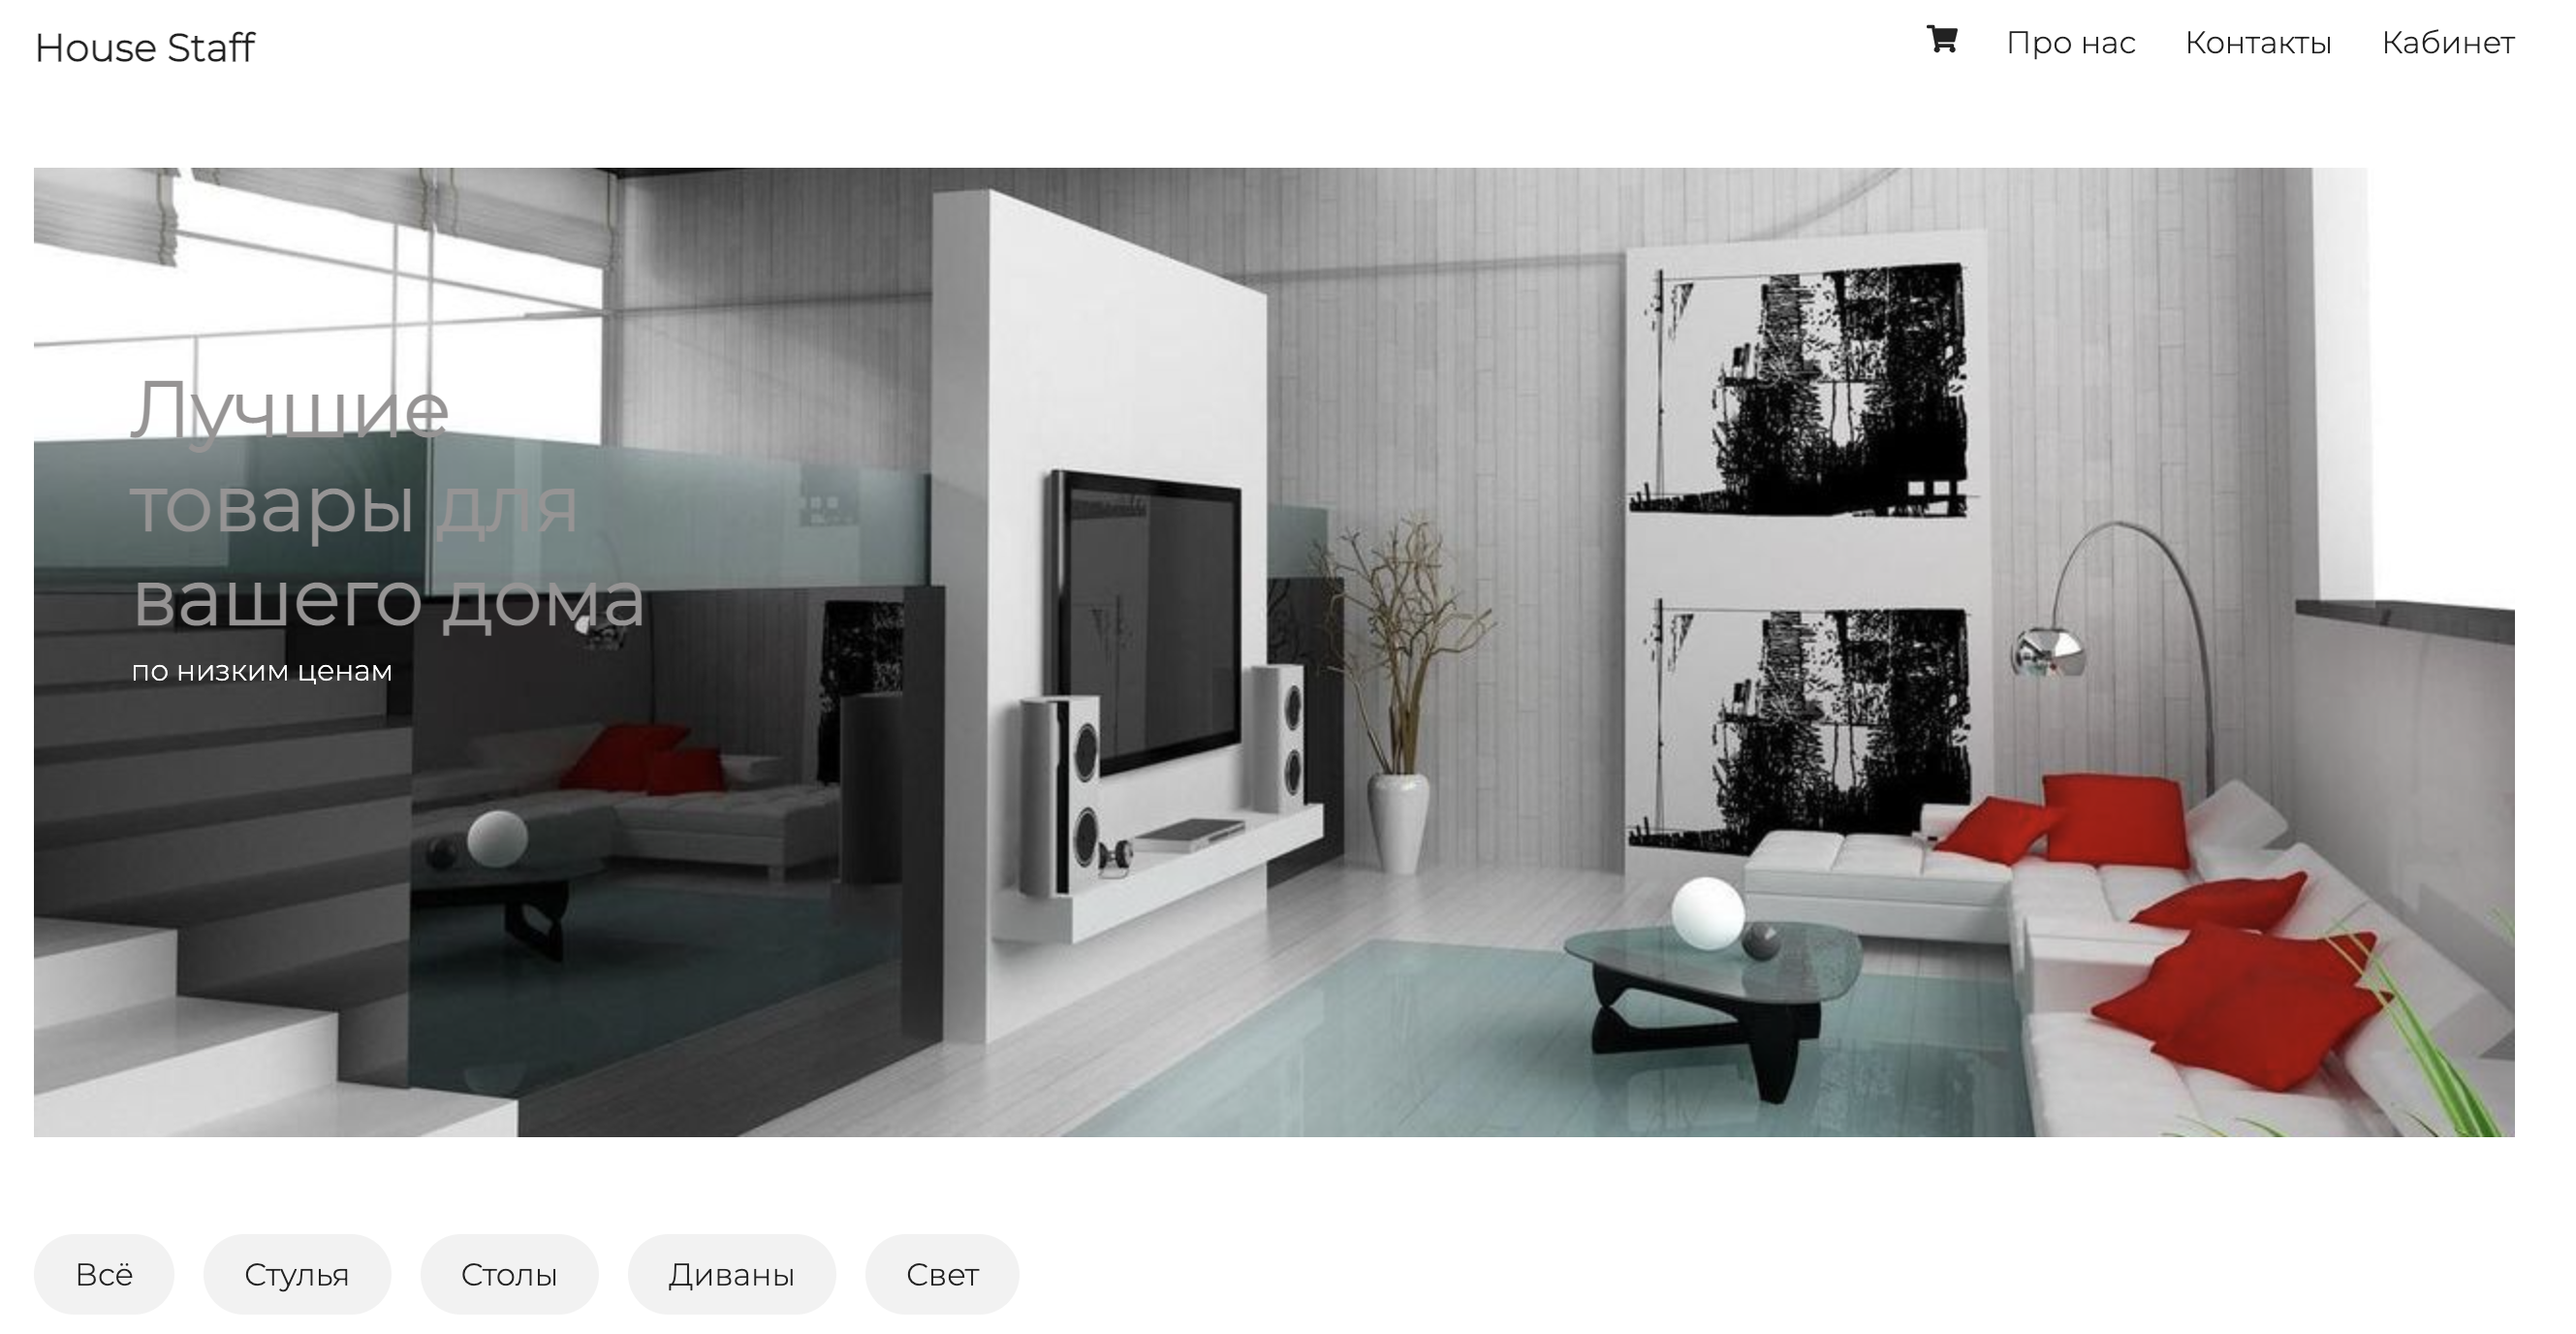 House Staff
Про нас
Контакты
Кабинет
Лучшие
товары для
вашего дома
по низким ценам
Всё
Стулья
Столы
Диваны
Свет